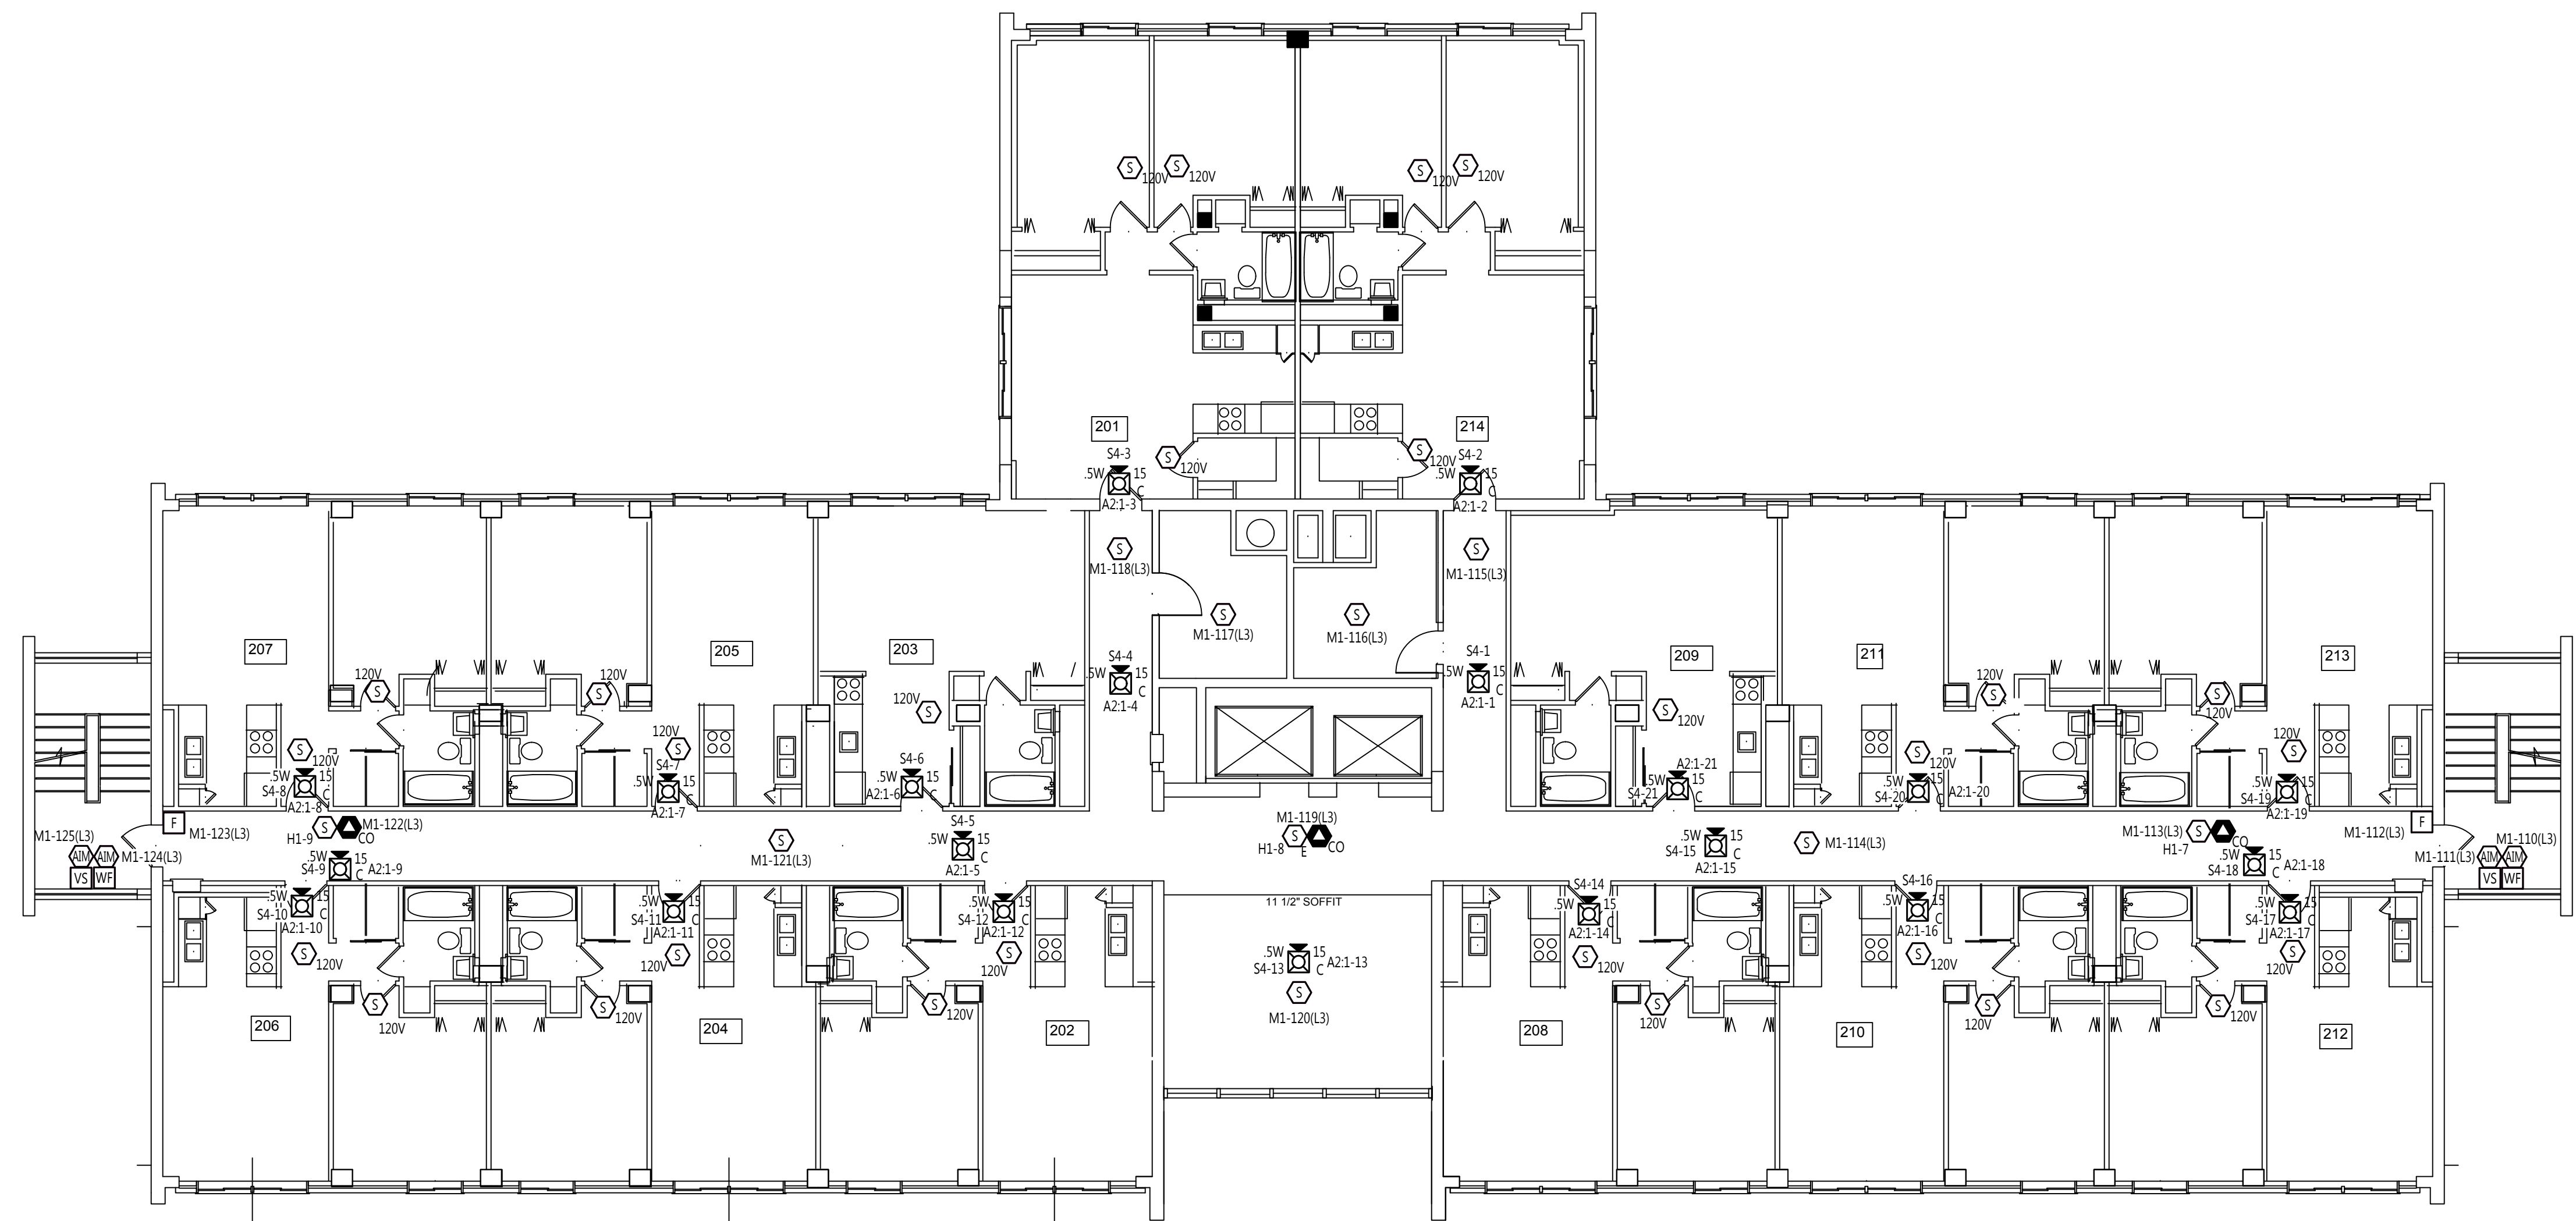 S
120V
S
120V
S
120V
S
120V
201
S4-3
.5W
15
C
A2:1-3
S
120V
214
S4-2
.5W
15
C
A2:1-2
S
120V
S
M1-118(L3)
S
M1-115(L3)
S
M1-117(L3)
S
M1-116(L3)
S4-4
.5W
15
C
A2:1-4
S4-1
.5W
15
C
A2:1-1
207
205
203
209
211
213
120V
S
120V
S
120V
S
S
120V
120V
S
S
120V
S
120V
.5W
15
S4-8
C
A2:1-8
120V
S
S4-7
.5W
15
C
A2:1-7
S4-6
.5W
15
A2:1-6
C
A2:1-21
.5W
15
S4-21
C
S
120V
.5W
15
S4-20
C
A2:1-20
120V
S
.5W
15
S4-19
C
A2:1-19
F
M1-123(L3)
M1-125(L3)
AIM
AIM
M1-124(L3)
VS
WF
S
M1-122(L3)
H1-9
CO
.5W
15
S4-9
C
A2:1-9
S
M1-121(L3)
S4-5
.5W
15
C
A2:1-5
M1-119(L3)
S
H1-8
E
CO
.5W
15
S4-15
C
A2:1-15
S
M1-114(L3)
M1-113(L3)
S
H1-7
CO
.5W
15
S4-18
C
A2:1-18
M1-112(L3)
F
M1-110(L3)
M1-111(L3)
AIM
AIM
VS
WF
.5W
15
S4-10
C
A2:1-10
S
120V
.5W
15
S4-11
C
A2:1-11
S
120V
.5W
15
S4-12
C
A2:1-12
S
120V
11 1/2" SOFFIT
.5W
15
S4-13
C
A2:1-13
S
M1-120(L3)
S4-14
.5W
15
C
A2:1-14
S
120V
S4-16
.5W
15
C
A2:1-16
S
120V
.5W
15
S4-17
C
A2:1-17
S
120V
S
120V
S
120V
S
120V
S
120V
S
120V
S
120V
206
204
202
208
210
212